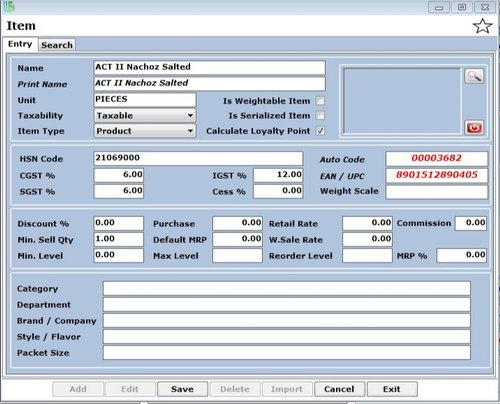 Item
Entry Search
Name ACT II Nachoz Salted
Print Name ACT II Nachoz Salted
Unit PIECES Is Weightable Item
Taxability Taxable Is Serialized Item
Item Type Product Calculate Loyalty Point
HSN Code 21069000 Auto Code 00003682
CGST % 6.00 IGST % 12.00 EAN / UPC 8901512890405
SGST % 6.00 Cess % 0.00 Weight Scale
Discount % 0.00 Purchase 0.00 Retail Rate Commission 0.00
Min. Sell Qty 1.00 Default MRP 0.00 W.Sale Rate
Min. Level 0.00 Max Level Reorder Level MRP % 0.00
Category
Department
Brand / Company
Style / Flavor
Packet Size
Add Edit Save Delete Import Cancel Exit